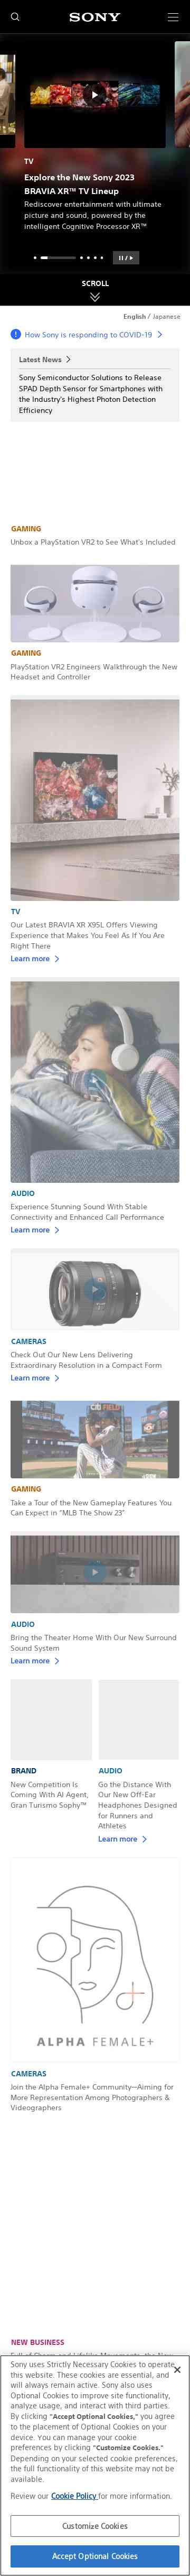 SONY
TV
Explore the New Sony 2023
BRAVIA XR™ TV Lineup
Rediscover entertainment with ultimate
picture and sound, powered by the
intelligent Cognitive Processor XR™
SCROLL
English / Japanese
How Sony is responding to COVID-19
Latest News
Sony Semiconductor Solutions to Release
SPAD Depth Sensor for Smartphones with
the Industry's Highest Photon Detection
Efficiency
GAMING
Unbox a PlayStation VR2 to See What's Included
GAMING
PlayStation VR2 Engineers Walkthrough the New
Headset and Controller
TV
Our Latest BRAVIA XR X95L Offers Viewing
Experience that Makes You Feel As If You Are
Right There
Learn more
AUDIO
Experience Stunning Sound With Stable
Connectivity and Enhanced Call Performance
Learn more
CAMERAS
Check Out Our New Lens Delivering
Extraordinary Resolution in a Compact Form
Learn more
CITI FIELD
GAMING
Take a Tour of the New Gameplay Features You
Can Expect in “MLB The Show 23”
AUDIO
Bring the Theater Home With Our New Surround
Sound System
Learn more
BRAND
New Competition Is
Coming With AI Agent,
Gran Turismo Sophy™
AUDIO
Go the Distance With
Our New Off-Ear
Headphones Designed
for Runners and
Athletes
Learn more
ALPHA FEMALE+
CAMERAS
Join the Alpha Female+ Community—Aiming for
More Representation Among Photographers &
Videographers
NEW BUSINESS
Sony uses Strictly Necessary Cookies to operate
this website. These cookies are essential, and
will always remain active. Sony also uses
Optional Cookies to improve site functionality,
analyze usage, and interact with third parties.
By clicking "Accept Optional Cookies," you agree
to the placement of Optional Cookies on your
device. You can manage your cookie
preferences by clicking "Customize Cookies."
Depending on your selected cookie preferences,
the full functionality of this website may not be
available.
Review our Cookie Policy for more information.
Customize Cookies
Accept Optional Cookies